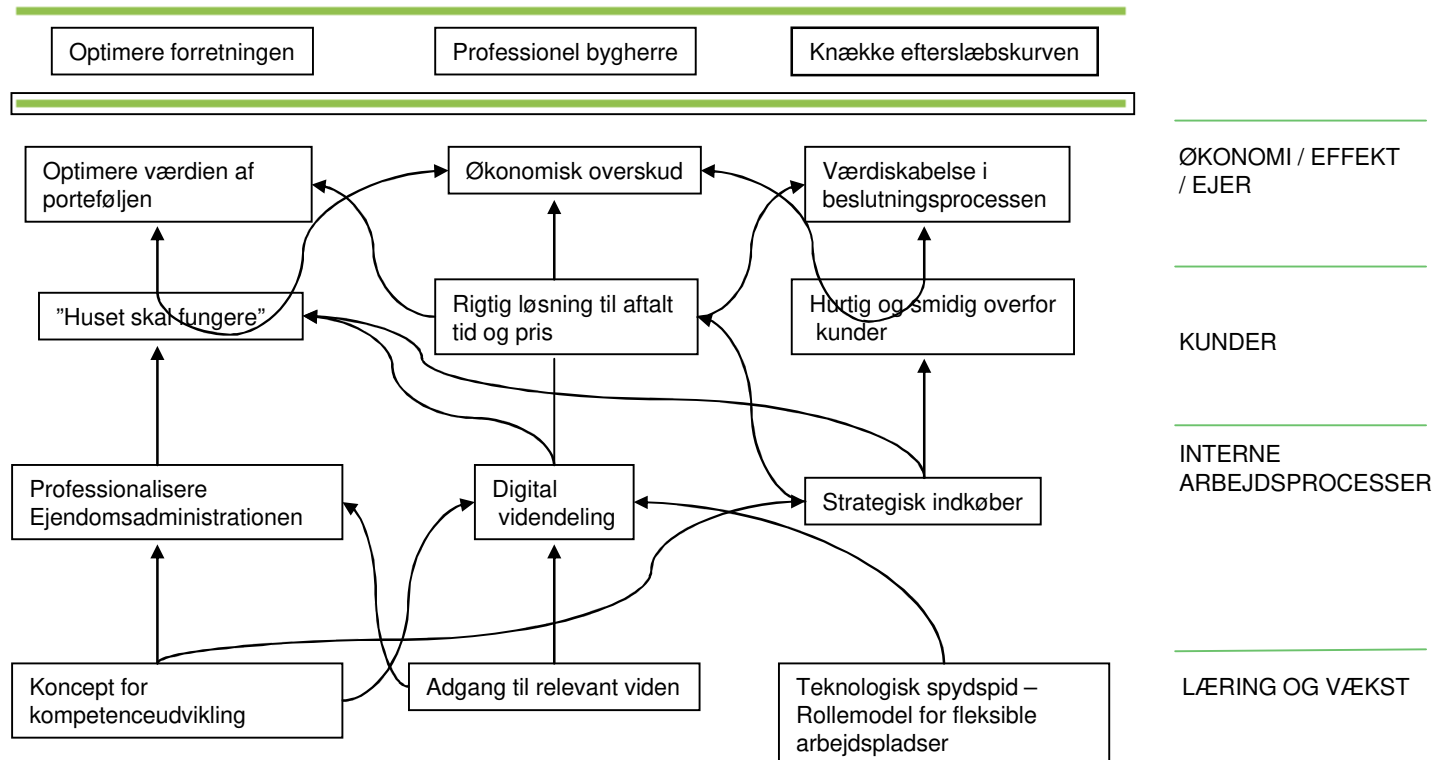 Optimere forretningen
Professionel bygherre
Knække efterslæbskurven
ØKONOMI / EFFEKT
/ EJER
Optimere værdien af
porteføljen
Økonomisk overskud
Værdiskabelse i
beslutningsprocessen
KUNDER
”Huset skal fungere”
Rigtig løsning til aftalt
tid og pris
Hurtig og smidig overfor
kunder
INTERNE
ARBEJDSPROCESSER
Professionalisere
Ejendomsadministrationen
Digital
videndeling
Strategisk indkøber
LÆRING OG VÆKST
Koncept for
kompetenceudvikling
Adgang til relevant viden
Teknologisk spydspid –
Rollemodel for fleksible
arbejdspladser